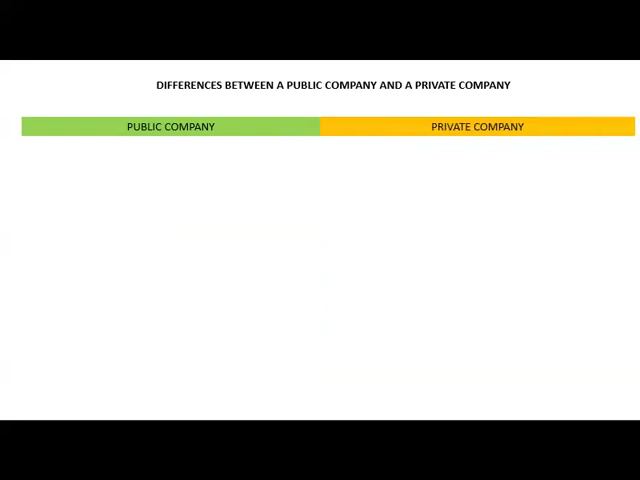 DIFFERENCES BETWEEN A PUBLIC COMPANY AND A PRIVATE COMPANY
PUBLIC COMPANY
PRIVATE COMPANY